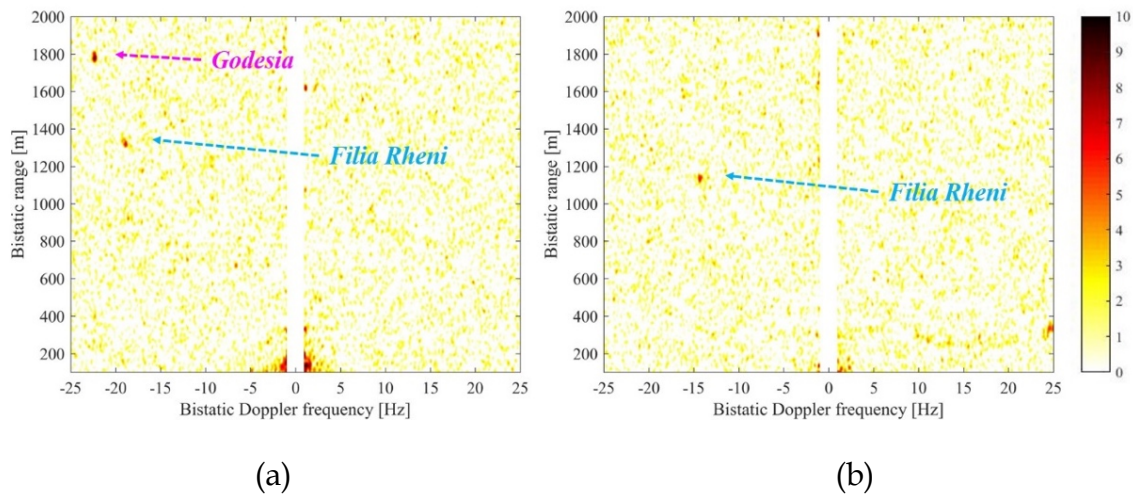 2000
1800
1600
1400
1200
1000
800
600
400
200
Bistatic range [m]
-25 -20 -15 -10 -5 0 5 10 15 20 25
Bistatic Doppler frequency [Hz]
Godesia
Filia Rheni
(a)
2000
1800
1600
1400
1200
1000
800
600
400
200
Bistatic range [m]
-25 -20 -15 -10 -5 0 5 10 15 20 25
Bistatic Doppler frequency [Hz]
Filia Rheni
(b)
10
9
8
7
6
5
4
3
2
1
0